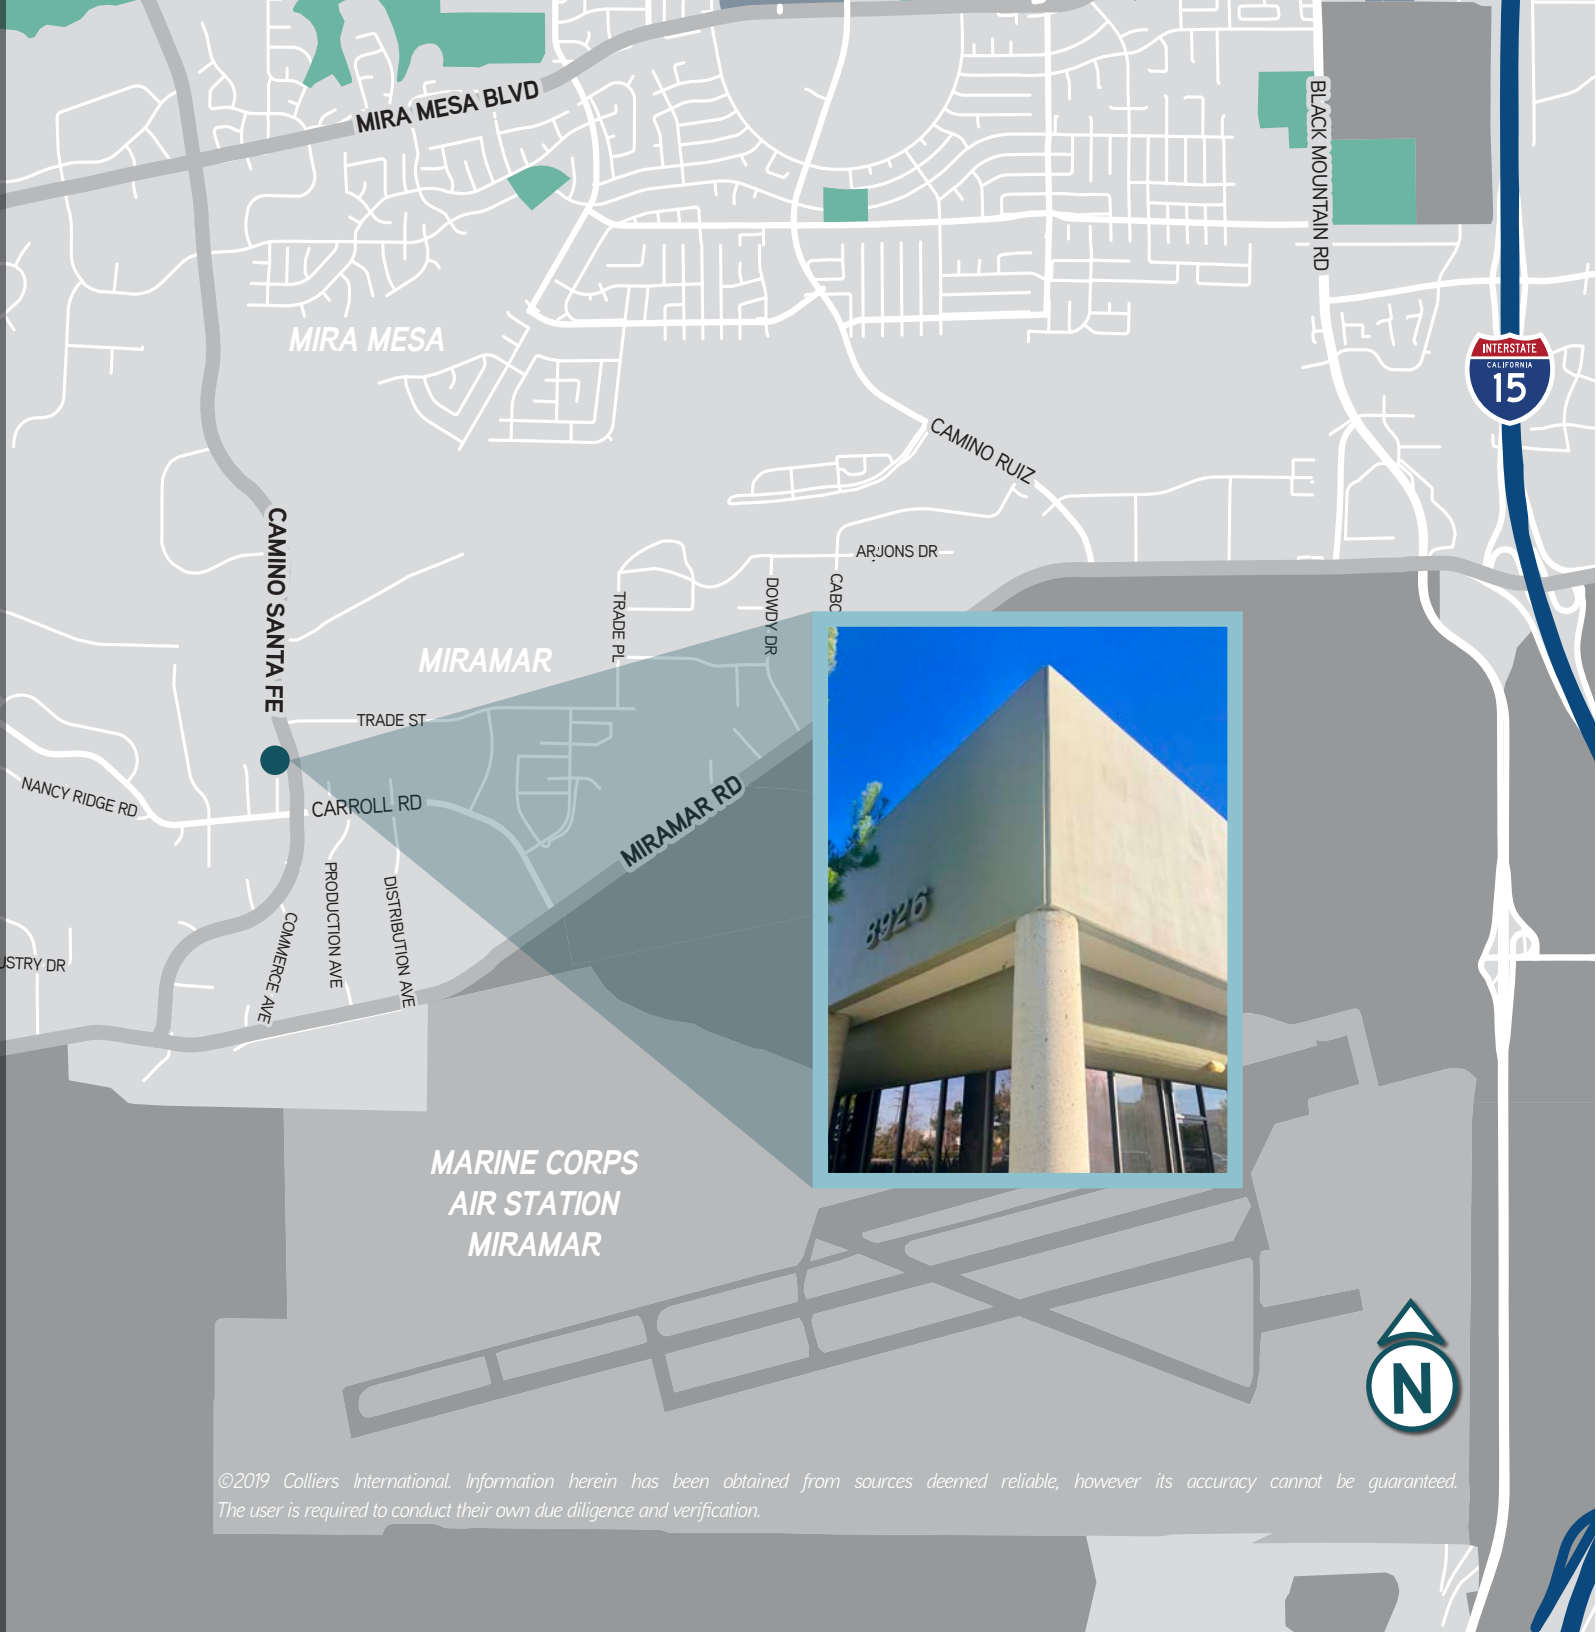 MIRA MESA BLVD
BLACK MOUNTAIN RD
MIRA MESA
INTERSTATE
CALIFORNIA
15
CAMINO RUIZ
CAMINO SANTA FE
ARJONS DR
TRADE PL
DOWDY DR
MIRAMAR
TRADE ST
NANCY RIDGE RD
CARROLL RD
MIRAMAR RD
PRODUCTION AVE
DISTRIBUTION AVE
COMMERCE AVE
DR
8926
MARINE CORPS
AIR STATION
MIRAMAR
N
©2019 Colliers International. Information herein has been obtained from sources deemed reliable, however its accuracy cannot be guaranteed.
The user is required to conduct their own due diligence and verification.